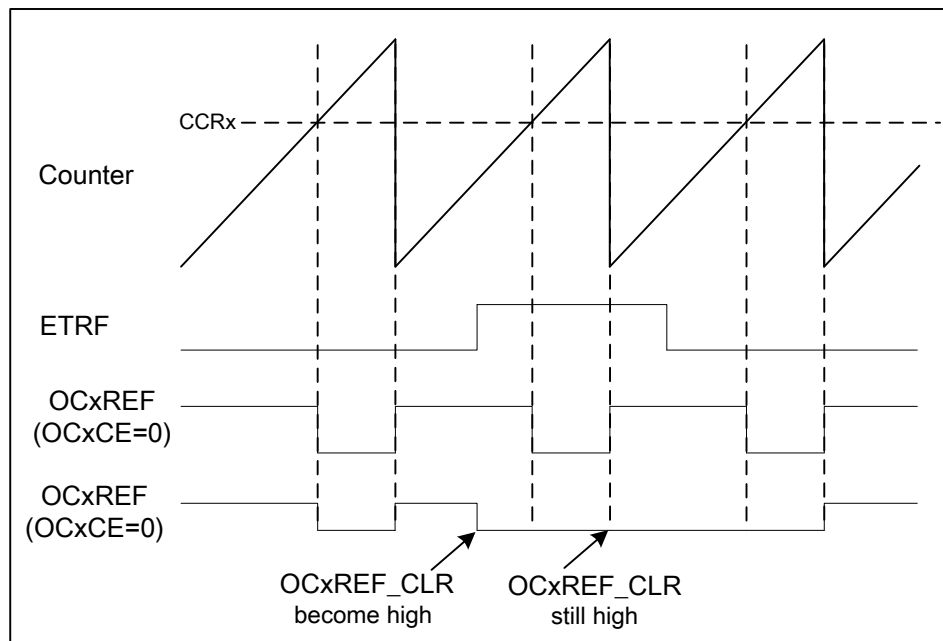 CCRx
Counter
ETRF
OCxREF
(OCxCE=0)
OCxREF
(OCxCE=0)
OCxREF_CLR
become high
OCxREF_CLR
still high